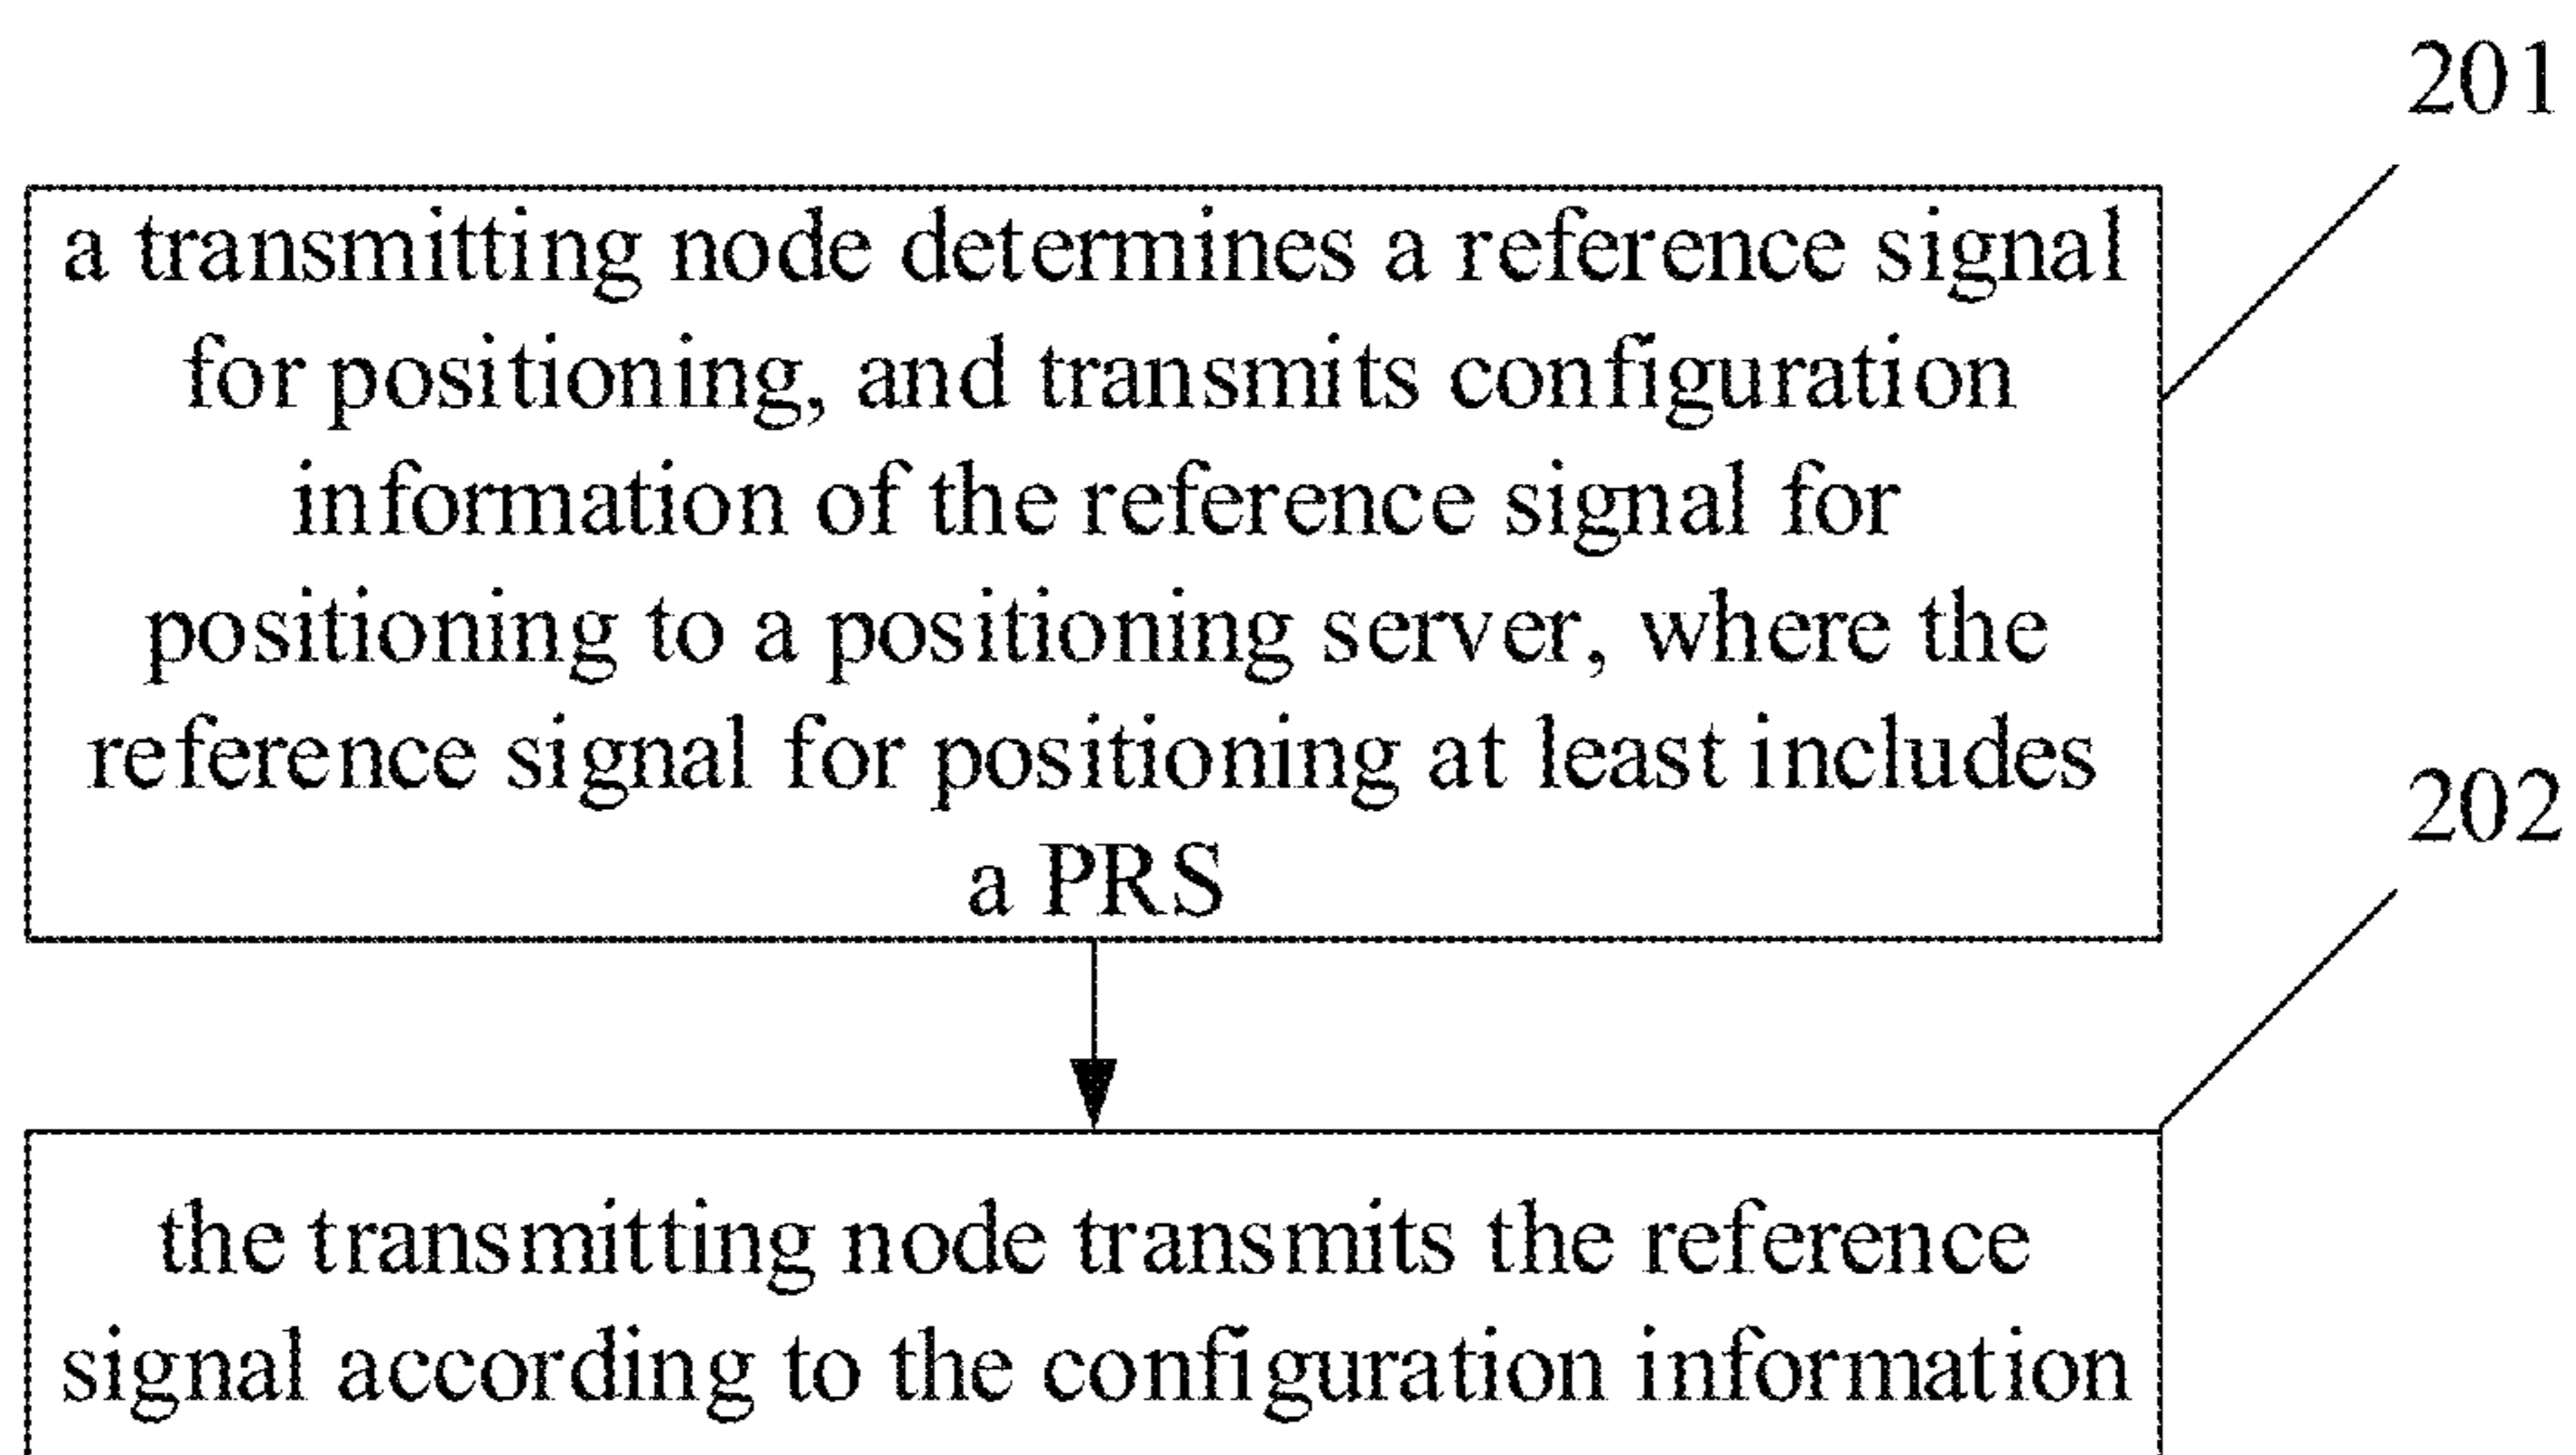 201
a transmitting node determines a reference signal
for positioning, and transmits configuration
information of the reference signal for
positioning to a positioning server, where the
reference signal for positioning at least includes
a PRS
202
the transmitting node transmits the reference
signal according to the configuration information